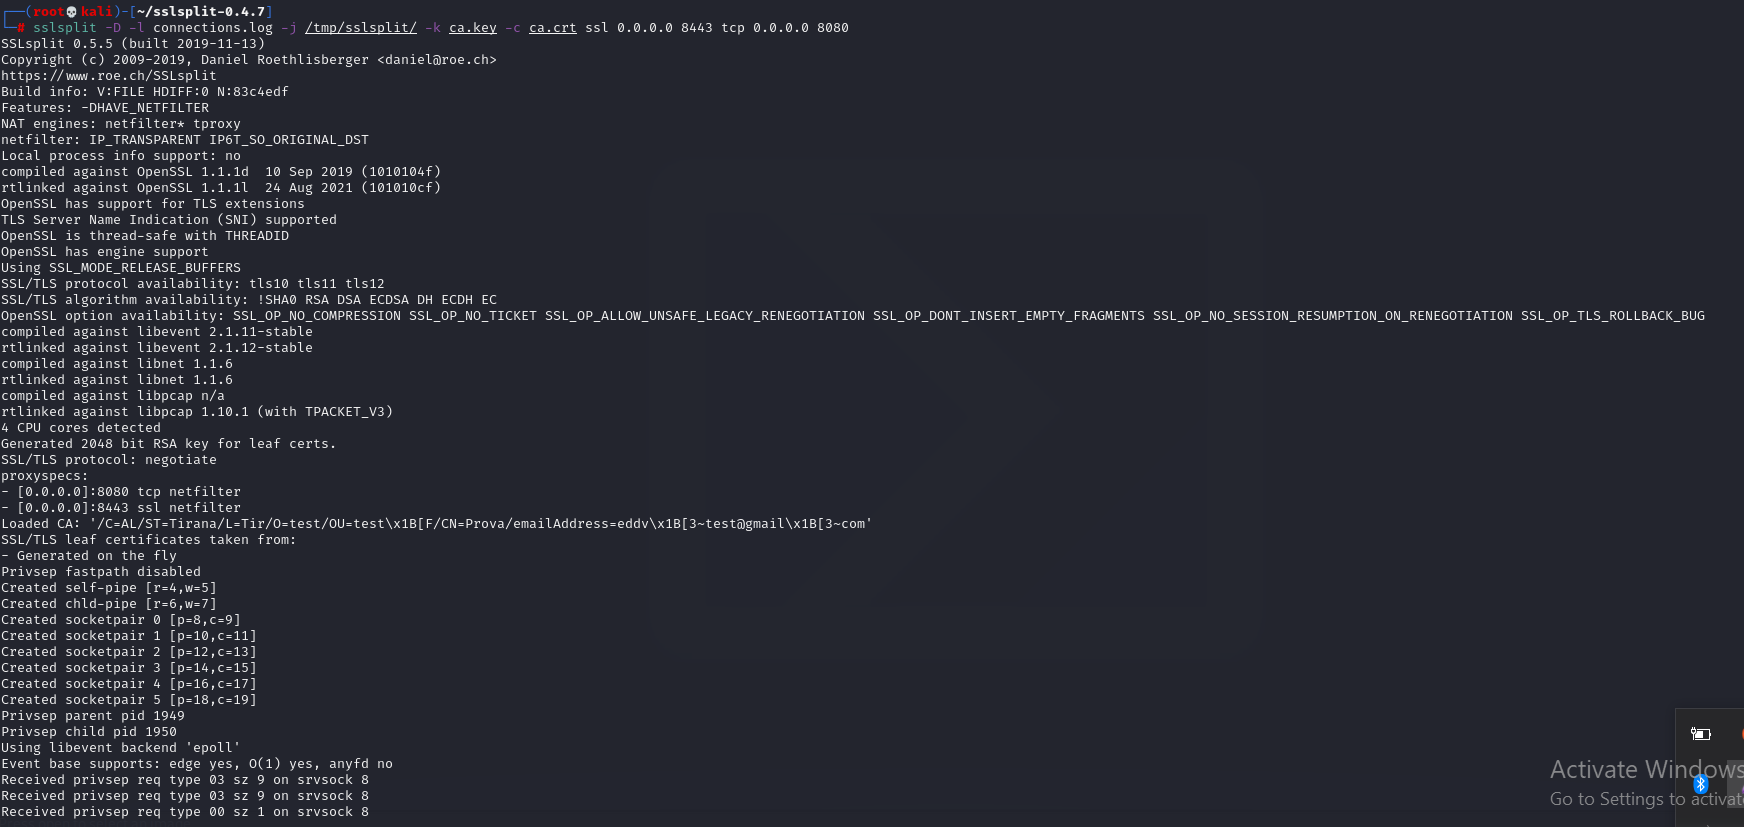 ┌──(root💀kali)-[~/sslsplit-0.4.7]
└─# sslsplit -D -l connections.log -j /tmp/sslsplit/ -k ca.key -c ca.crt ssl 0.0.0.0 8443 tcp 0.0.0.0 8080
SSLsplit 0.5.5 (built 2019-11-13)
Copyright (c) 2009-2019, Daniel Roethlisberger <daniel@roe.ch>
https://www.roe.ch/SSLsplit
Build info: V:FILE HDIFF:0 N:83c4edf
Features: -DHAVE_NETFILTER
NAT engines: netfilter* tproxy
netfilter: IP_TRANSPARENT IP6T_SO_ORIGINAL_DST
Local process info support: no
compiled against OpenSSL 1.1.1d  10 Sep 2019 (1010104f)
rtlinked against OpenSSL 1.1.1l  24 Aug 2021 (101010cf)
OpenSSL has support for TLS extensions
TLS Server Name Indication (SNI) supported
OpenSSL is thread-safe with THREADID
OpenSSL has engine support
Using SSL_MODE_RELEASE_BUFFERS
SSL/TLS protocol availability: tls10 tls11 tls12
SSL/TLS algorithm availability: !SHA0 RSA DSA ECDSA DH ECDH EC
OpenSSL option availability: SSL_OP_NO_COMPRESSION SSL_OP_NO_TICKET SSL_OP_ALLOW_UNSAFE_LEGACY_RENEGOTIATION SSL_OP_DONT_INSERT_EMPTY_FRAGMENTS SSL_OP_NO_SESSION_RESUMPTION_ON_RENEGOTIATION SSL_OP_TLS_ROLLBACK_BUG
compiled against libevent 2.1.11-stable
rtlinked against libevent 2.1.12-stable
compiled against libnet 1.1.6
rtlinked against libnet 1.1.6
compiled against libpcap n/a
rtlinked against libpcap 1.10.1 (with TPACKET_V3)
4 CPU cores detected
Generated 2048 bit RSA key for leaf certs.
SSL/TLS protocol: negotiate
proxyspecs:
- [0.0.0.0]:8080 tcp netfilter
- [0.0.0.0]:8443 ssl netfilter
Loaded CA: '/C=AL/ST=Tirana/L=Tir/O=test/OU=test\x1B[F/CN=Prova/emailAddress=eddv\x1B[3~test@gmail\x1B[3~com'
SSL/TLS leaf certificates taken from:
- Generated on the fly
Privsep fastpath disabled
Created self-pipe [r=4,w=5]
Created chld-pipe [r=6,w=7]
Created socketpair 0 [p=8,c=9]
Created socketpair 1 [p=10,c=11]
Created socketpair 2 [p=12,c=13]
Created socketpair 3 [p=14,c=15]
Created socketpair 4 [p=16,c=17]
Created socketpair 5 [p=18,c=19]
Privsep parent pid 1949
Privsep child pid 1950
Using libevent backend 'epoll'
Event base supports: edge yes, O(1) yes, anyfd no
Received privsep req type 03 sz 9 on srvsock 8
Received privsep req type 03 sz 9 on srvsock 8
Received privsep req type 00 sz 1 on srvsock 8
Activate Windows
Go to Settings to activat